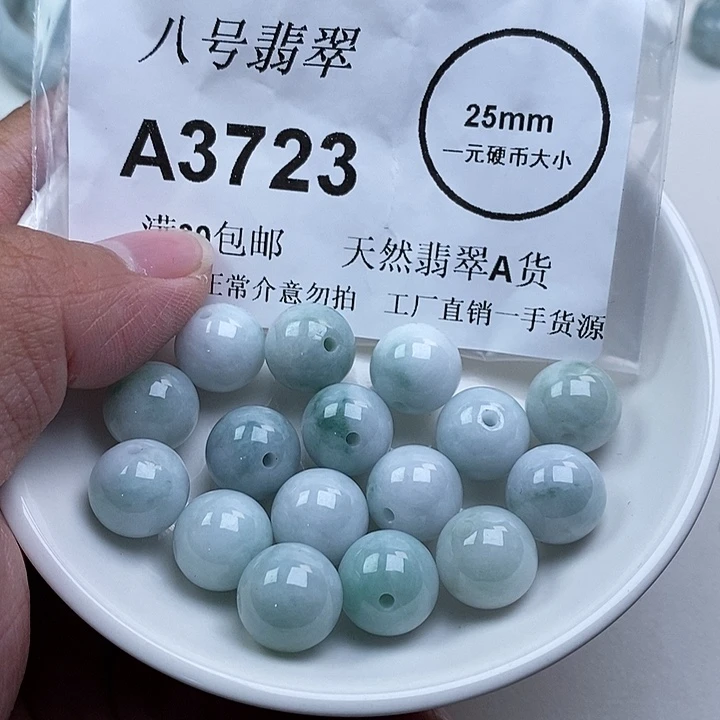 八号翡翠
A3723
25mm
一元硬币大小
包邮 天然翡翠A货
正常介意勿拍 工厂直销一手货源